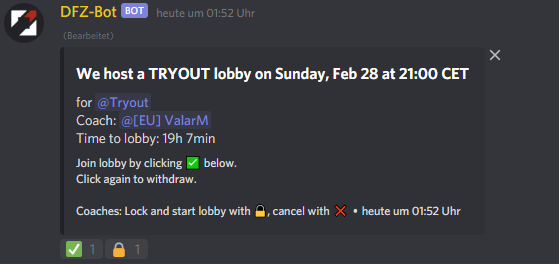 DFZ-Bot BOT heute um 01:52 Uhr
(Bearbeitet)
We host a TRYOUT lobby on Sunday, Feb 28 at 21:00 CET
for @Tryout
Coach: @[EU] ValarM
Time to lobby: 19h 7min
Join lobby by clicking ✅ below.
Click again to withdraw.
Coaches: Lock and start lobby with 🔒, cancel with ❌ • heute um 01:52 Uhr
✅ 1 🔒 1